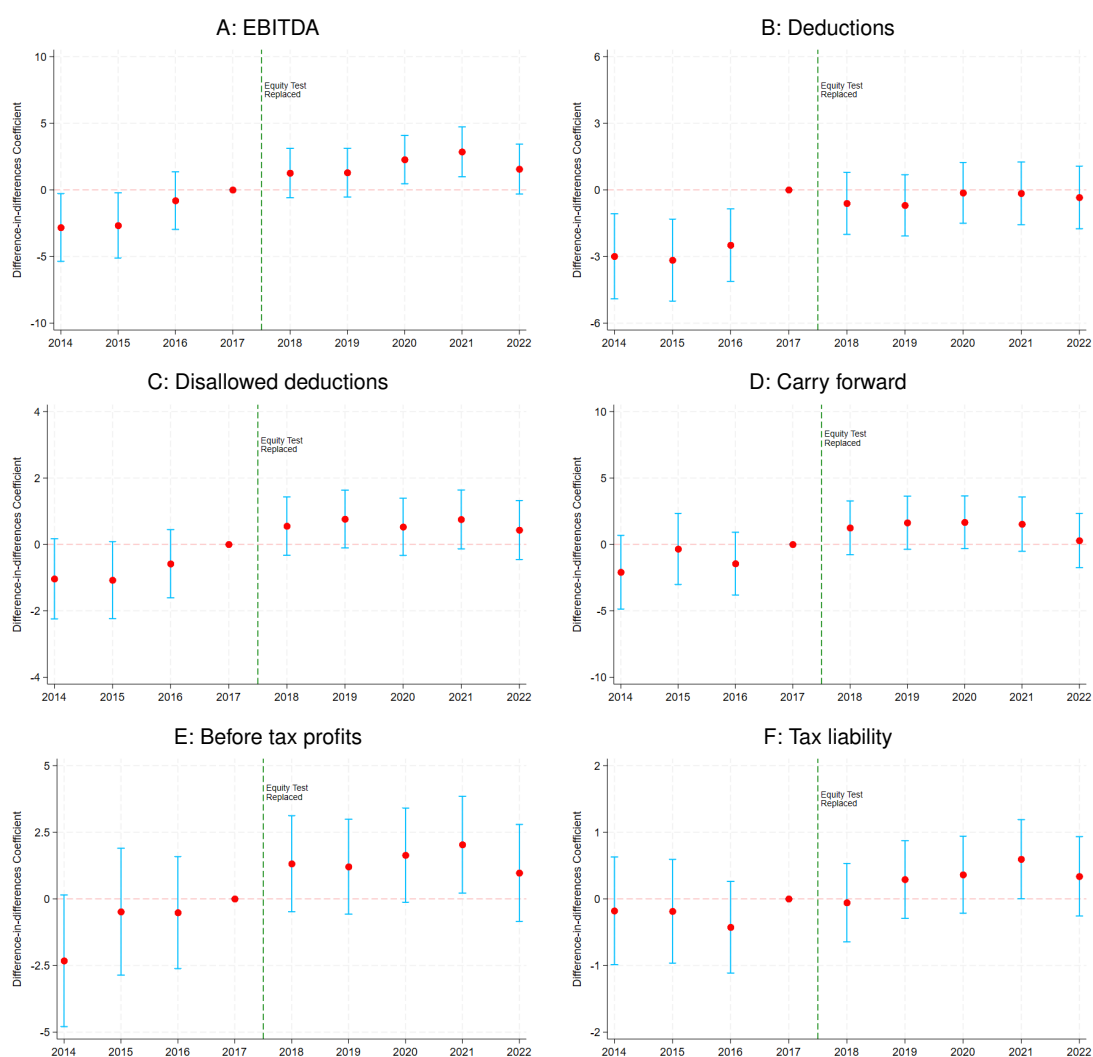 A: EBITDA
Difference-in-differences Coefficient
10
5
0
-5
-10
Equity Test
Replaced
2014 2015 2016 2017 2018 2019 2020 2021 2022
B: Deductions
Difference-in-differences Coefficient
6
3
0
-3
-6
Equity Test
Replaced
2014 2015 2016 2017 2018 2019 2020 2021 2022
C: Disallowed deductions
Difference-in-differences Coefficient
4
2
0
-2
-4
Equity Test
Replaced
2014 2015 2016 2017 2018 2019 2020 2021 2022
D: Carry forward
Difference-in-differences Coefficient
10
5
0
-5
-10
Equity Test
Replaced
2014 2015 2016 2017 2018 2019 2020 2021 2022
E: Before tax profits
Difference-in-differences Coefficient
5
2.5
0
-2.5
-5
Equity Test
Replaced
2014 2015 2016 2017 2018 2019 2020 2021 2022
F: Tax liability
Difference-in-differences Coefficient
2
1
0
-1
-2
Equity Test
Replaced
2014 2015 2016 2017 2018 2019 2020 2021 2022